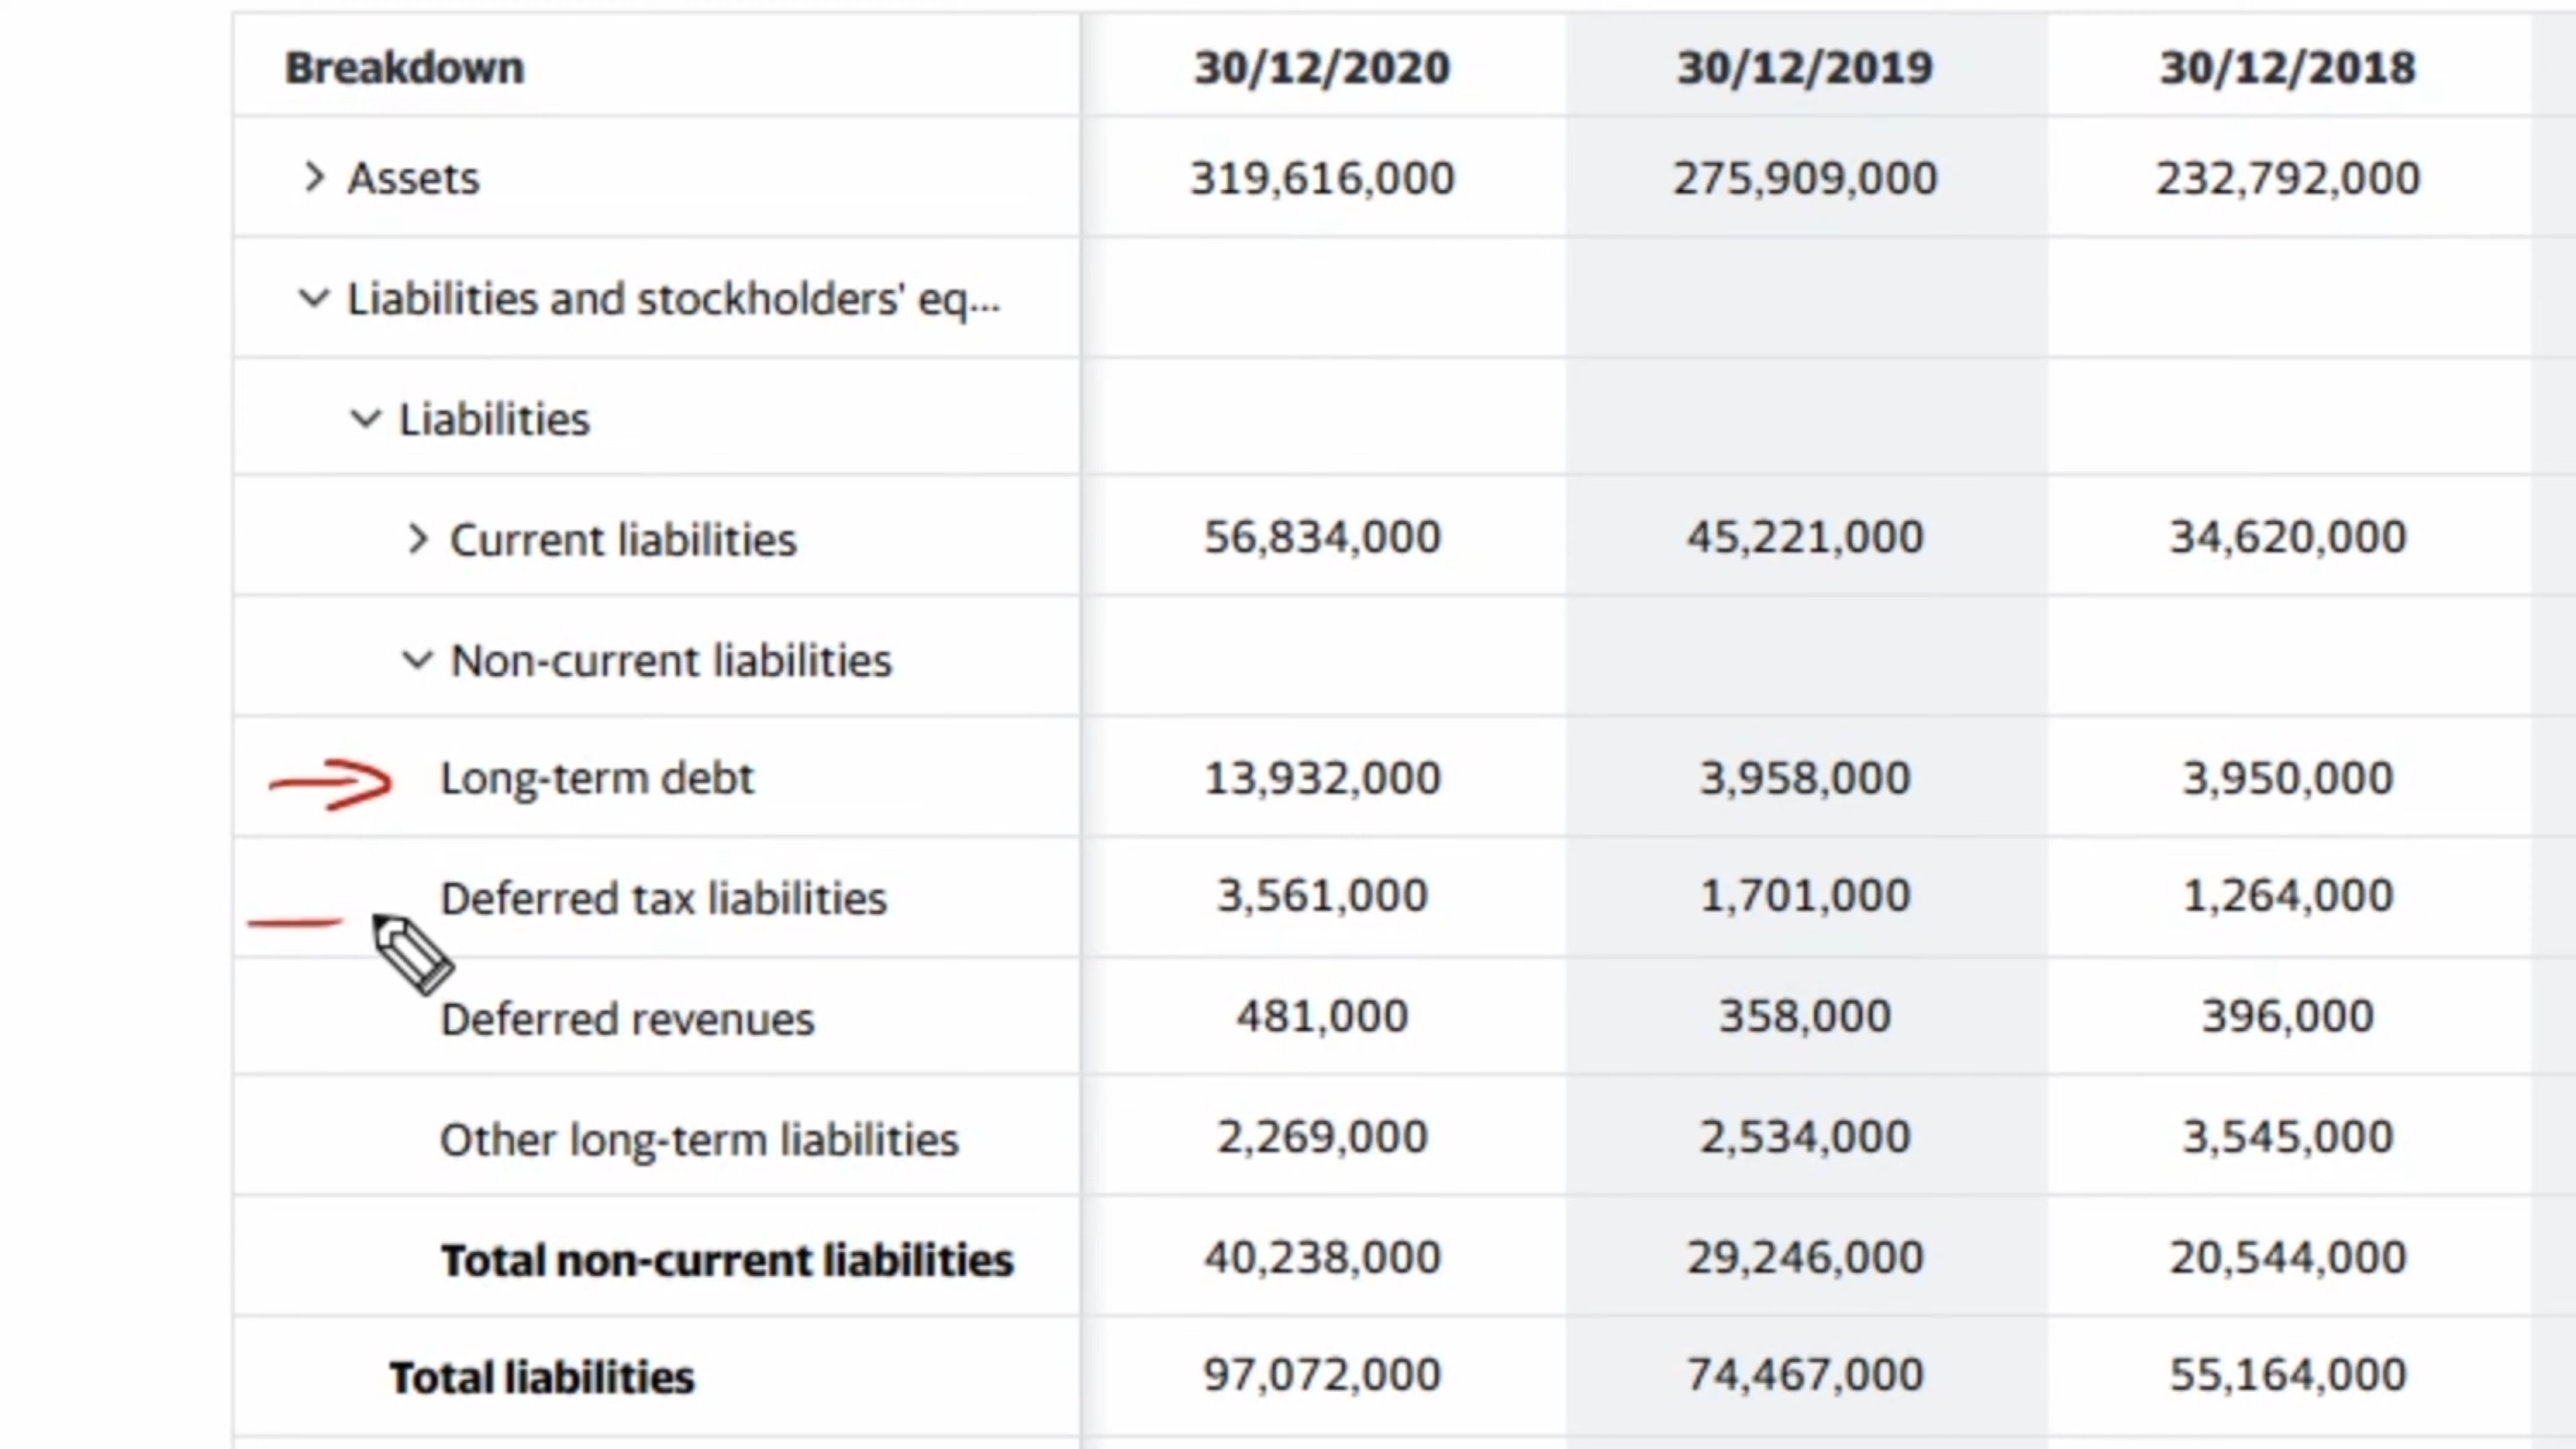 Breakdown 30/12/2020 30/12/2019 30/12/2018
Assets 319,616,000 275,909,000 232,792,000
Liabilities and stockholders' eq...
Liabilities
Current liabilities 56,834,000 45,221,000 34,620,000
Non-current liabilities
Long-term debt 13,932,000 3,958,000 3,950,000
Deferred tax liabilities 3,561,000 1,701,000 1,264,000
Deferred revenues 481,000 358,000 396,000
Other long-term liabilities 2,269,000 2,534,000 3,545,000
Total non-current liabilities 40,238,000 29,246,000 20,544,000
Total liabilities 97,072,000 74,467,000 55,164,000